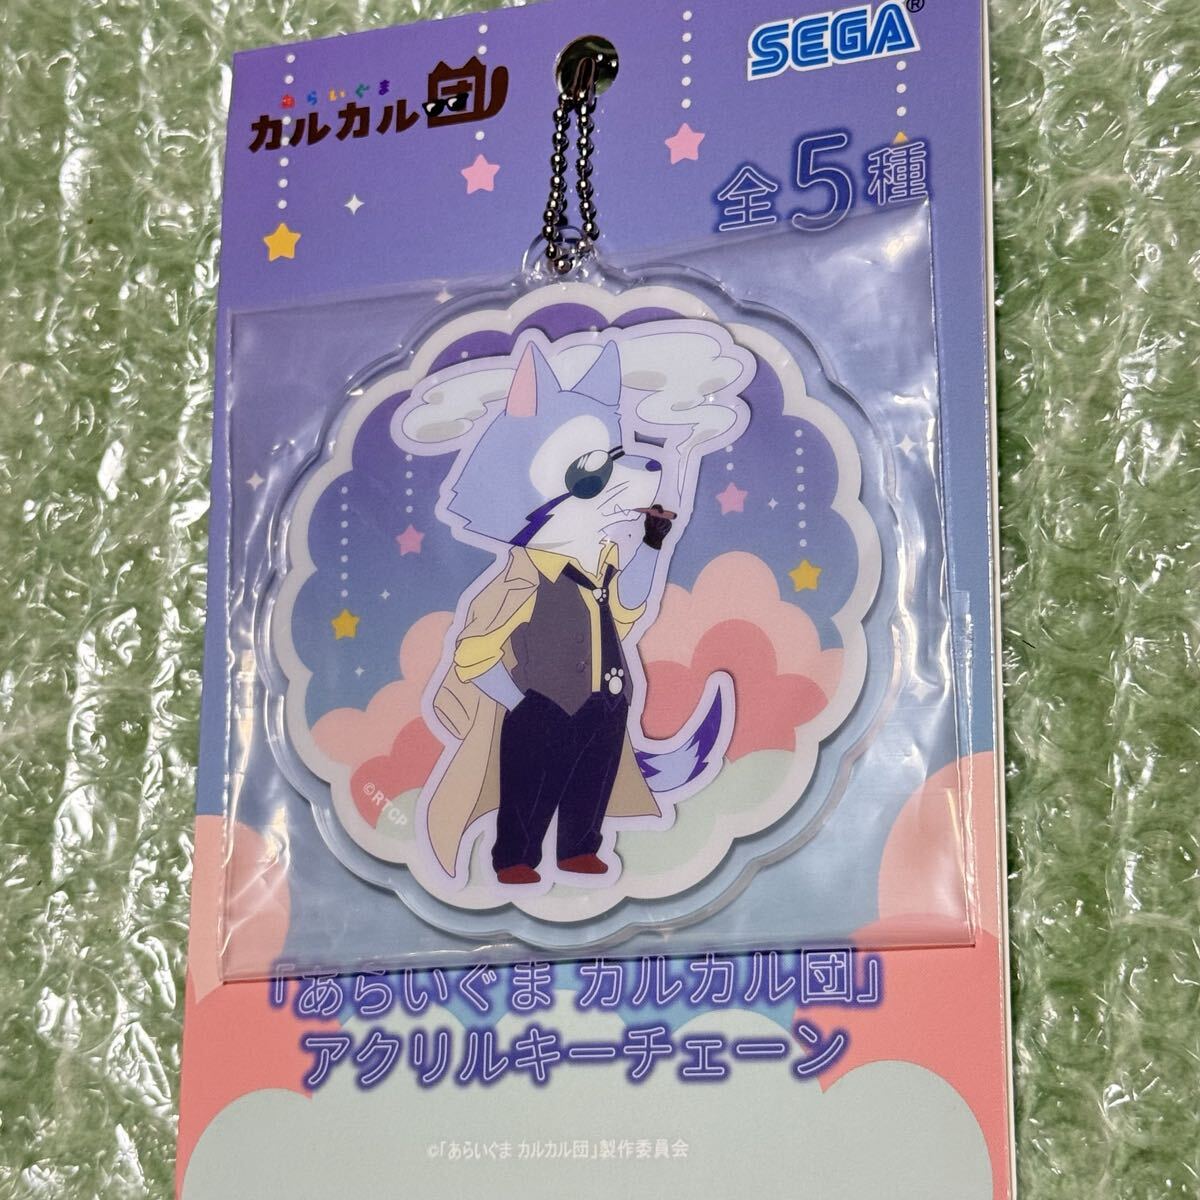 SEGA®
あらいぐま
カルカル団
全5種
©RTCP
「あらいぐま カルカル団」
アクリルキーチェーン
©「あらいぐま カルカル団」製作委員会